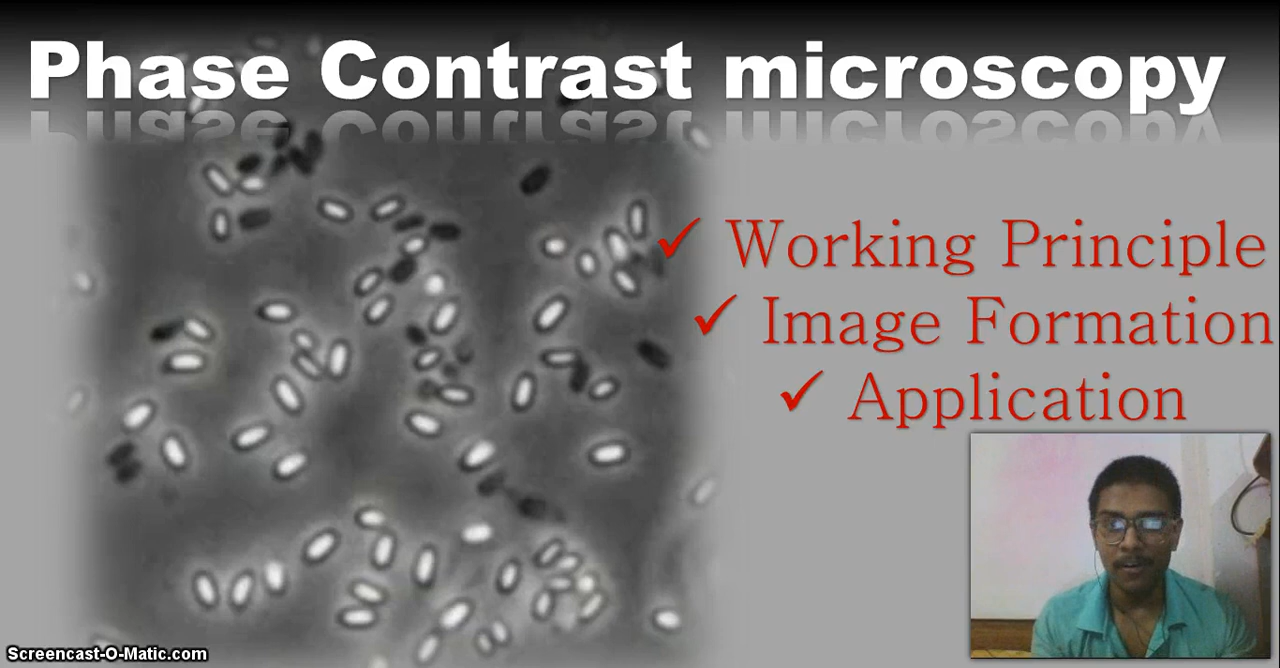 Phase Contrast microscopy
✓ Working Principle
✓ Image Formation
✓ Application
Screencast-O-Matic.com